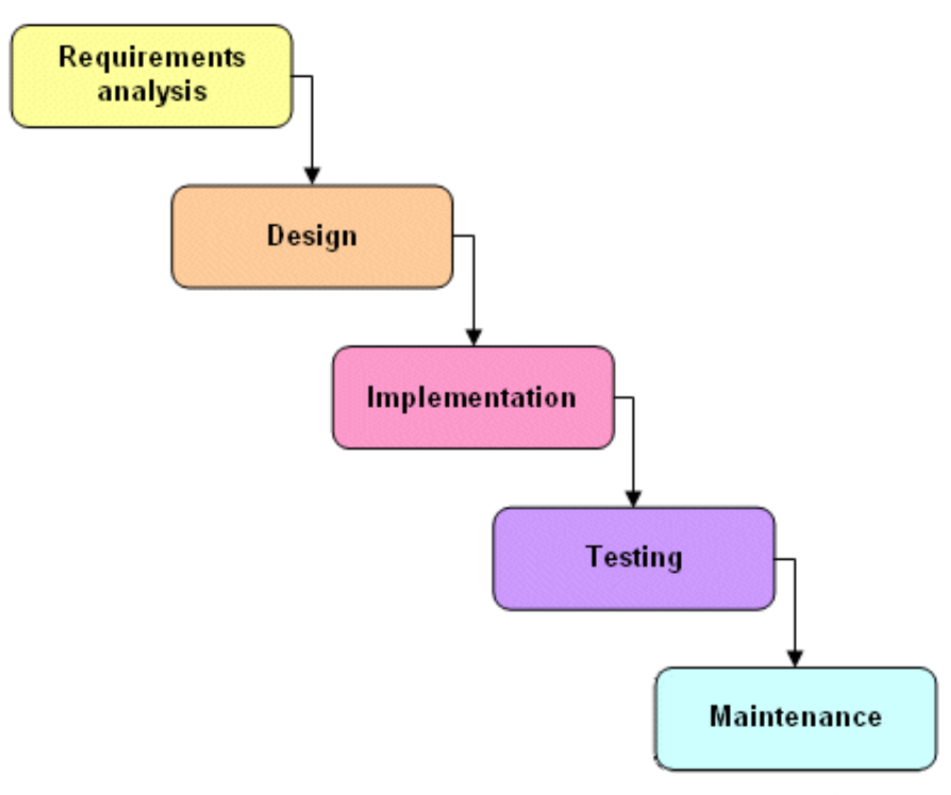 Requirements
analysis
Design
Implementation
Testing
Maintenance